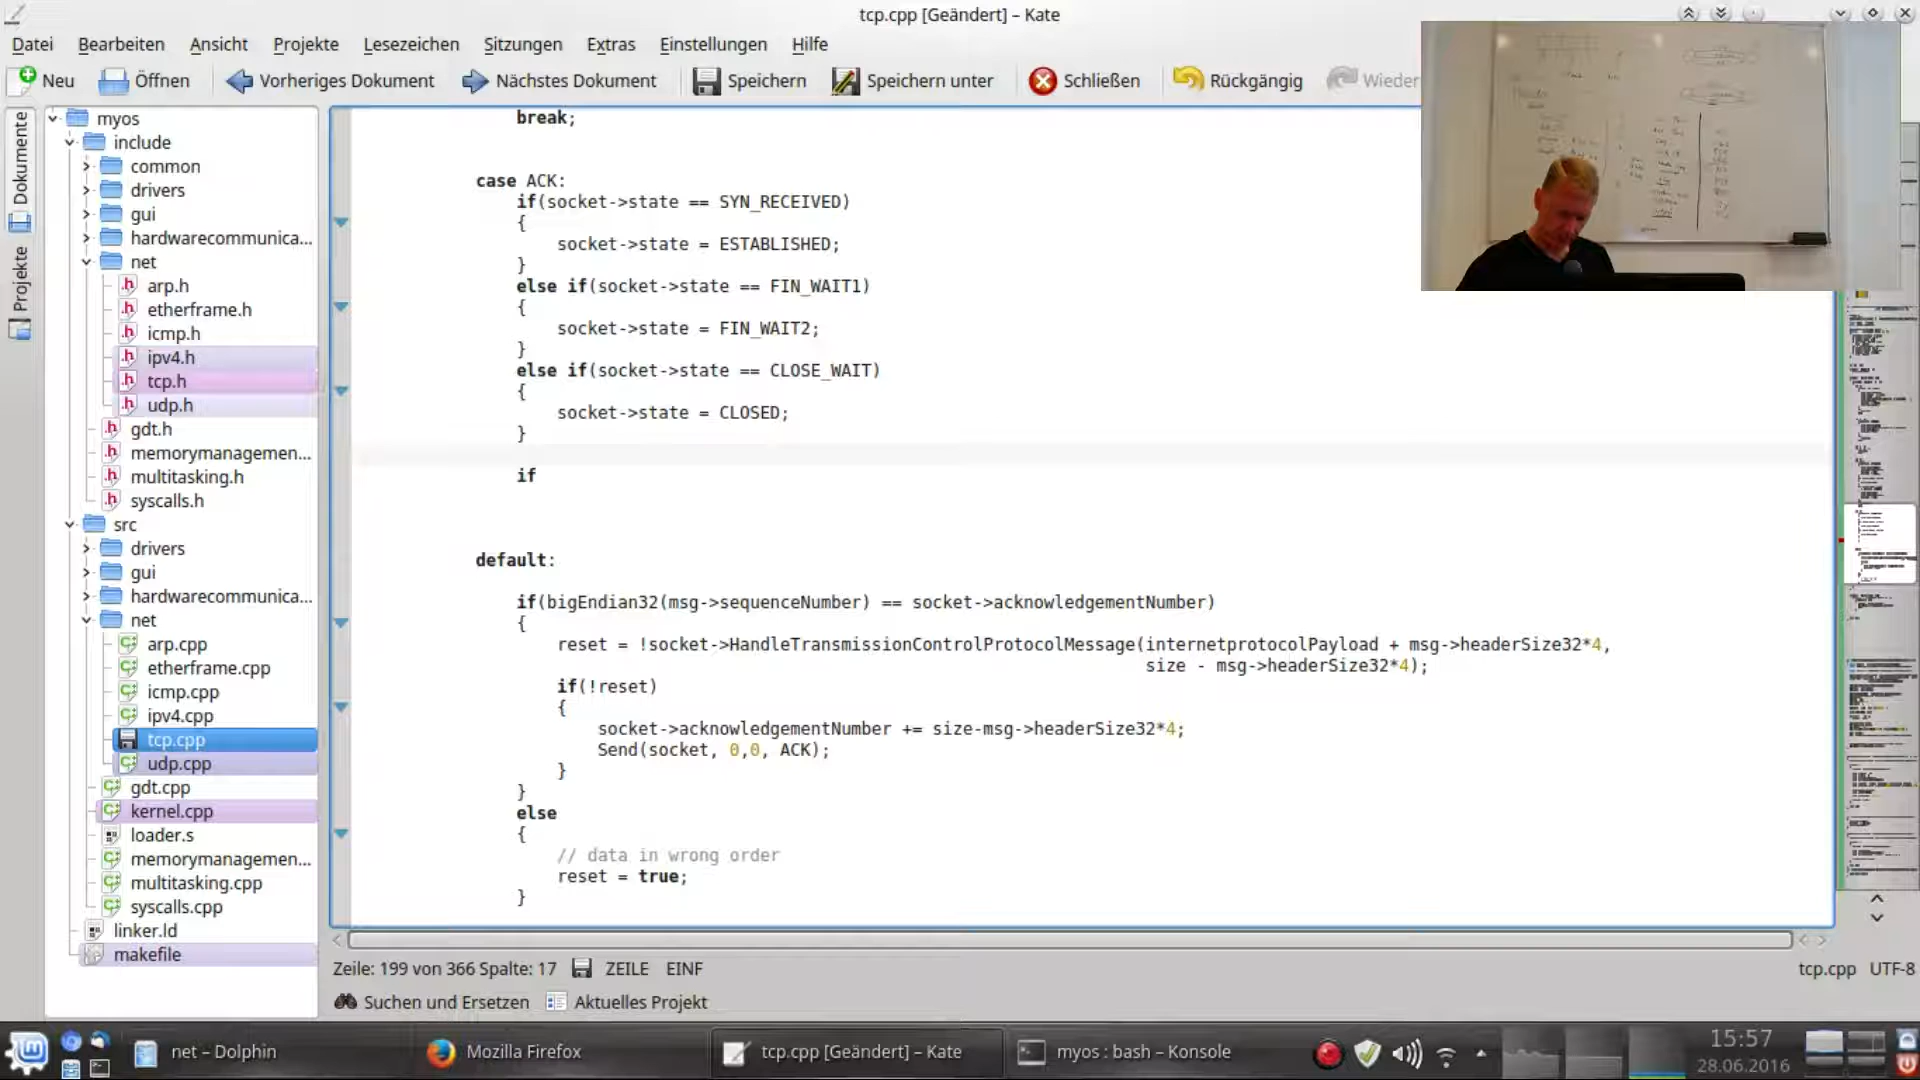 tcp.cpp [Geändert] – Kate
Datei Bearbeiten Ansicht Projekte Lesezeichen Sitzungen Extras Einstellungen Hilfe
Neu Öffnen Vorheriges Dokument Nächstes Dokument Speichern Speichern unter Schließen Rückgängig Wieder
Dokumente
Projekte
myos
include
common
drivers
gui
hardwarecommunica...
net
arp.h
etherframe.h
icmp.h
ipv4.h
tcp.h
udp.h
gdt.h
memorymanagemen...
multitasking.h
syscalls.h
src
drivers
gui
hardwarecommunica...
net
arp.cpp
etherframe.cpp
icmp.cpp
ipv4.cpp
tcp.cpp
udp.cpp
gdt.cpp
kernel.cpp
loader.s
memorymanagemen...
multitasking.cpp
syscalls.cpp
linker.ld
makefile
break;
case ACK:
if(socket->state == SYN_RECEIVED)
{
socket->state = ESTABLISHED;
}
else if(socket->state == FIN_WAIT1)
{
socket->state = FIN_WAIT2;
}
else if(socket->state == CLOSE_WAIT)
{
socket->state = CLOSED;
}
if
default:
if(bigEndian32(msg->sequenceNumber) == socket->acknowledgementNumber)
{
reset = !socket->HandleTransmissionControlProtocolMessage(internetprotocolPayload + msg->headerSize32*4,
size - msg->headerSize32*4);
if(!reset)
{
socket->acknowledgementNumber += size-msg->headerSize32*4;
Send(socket, 0,0, ACK);
}
}
else
{
// data in wrong order
reset = true;
}
Zeile: 199 von 366 Spalte: 17 ZEILE EINF tcp.cpp UTF-8
Suchen und Ersetzen Aktuelles Projekt
net – Dolphin Mozilla Firefox tcp.cpp [Geändert] – Kate myos : bash – Konsole
15:57
28.06.2016